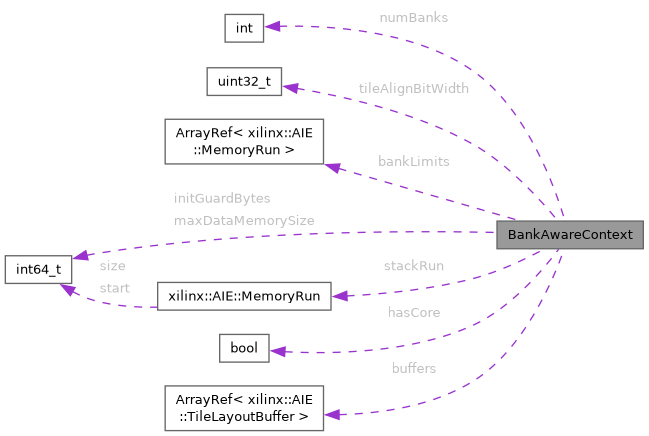 numBanks
int
uint32_t
tileAlignBitWidth
ArrayRef< xilinx::AIE
::MemoryRun >
bankLimits
initGuardBytes
maxDataMemorySize
BankAwareContext
int64_t
size
start
stackRun
xilinx::AIE::MemoryRun
hasCore
bool
buffers
ArrayRef< xilinx::AIE
::TileLayoutBuffer >